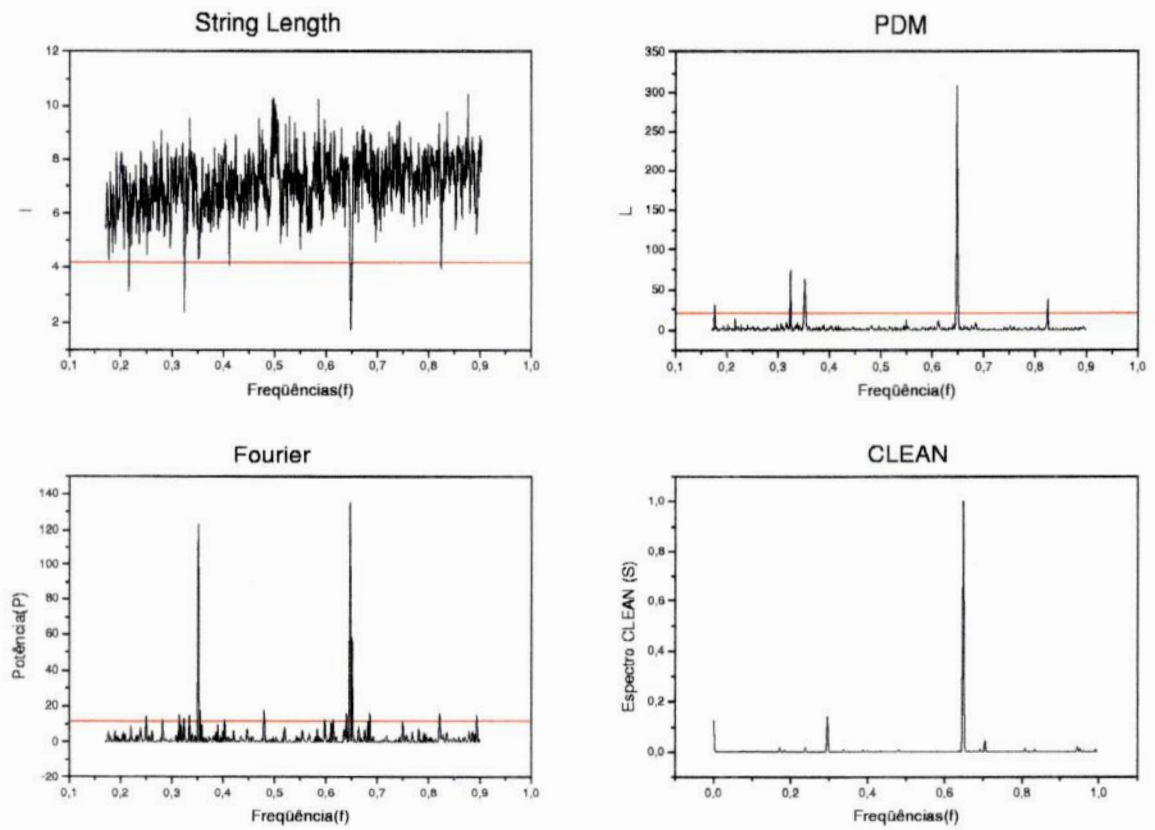 String Length
12
10
8
6
4
2
l
0,1 0,2 0,3 0,4 0,5 0,6 0,7 0,8 0,9 1,0
Freqüências(f)
PDM
350
300
250
200
150
100
50
0
L
0,1 0,2 0,3 0,4 0,5 0,6 0,7 0,8 0,9 1,0
Freqüência(f)
Fourier
140
120
100
80
60
40
20
0
-20
Potência(P)
0,1 0,2 0,3 0,4 0,5 0,6 0,7 0,8 0,9 1,0
Freqüência(f)
CLEAN
1,0
0,8
0,6
0,4
0,2
0,0
Espectro CLEAN (S)
0,0 0,2 0,4 0,6 0,8 1,0
Freqüências(f)